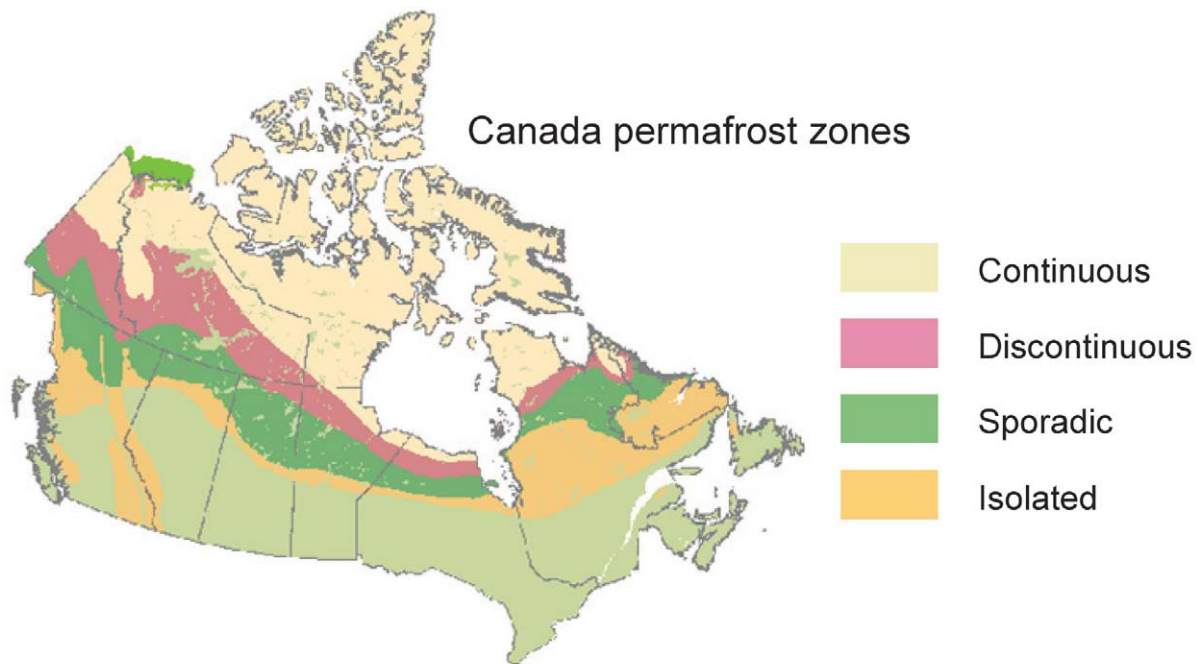 Canada permafrost zones
Continuous
Discontinuous
Sporadic
Isolated